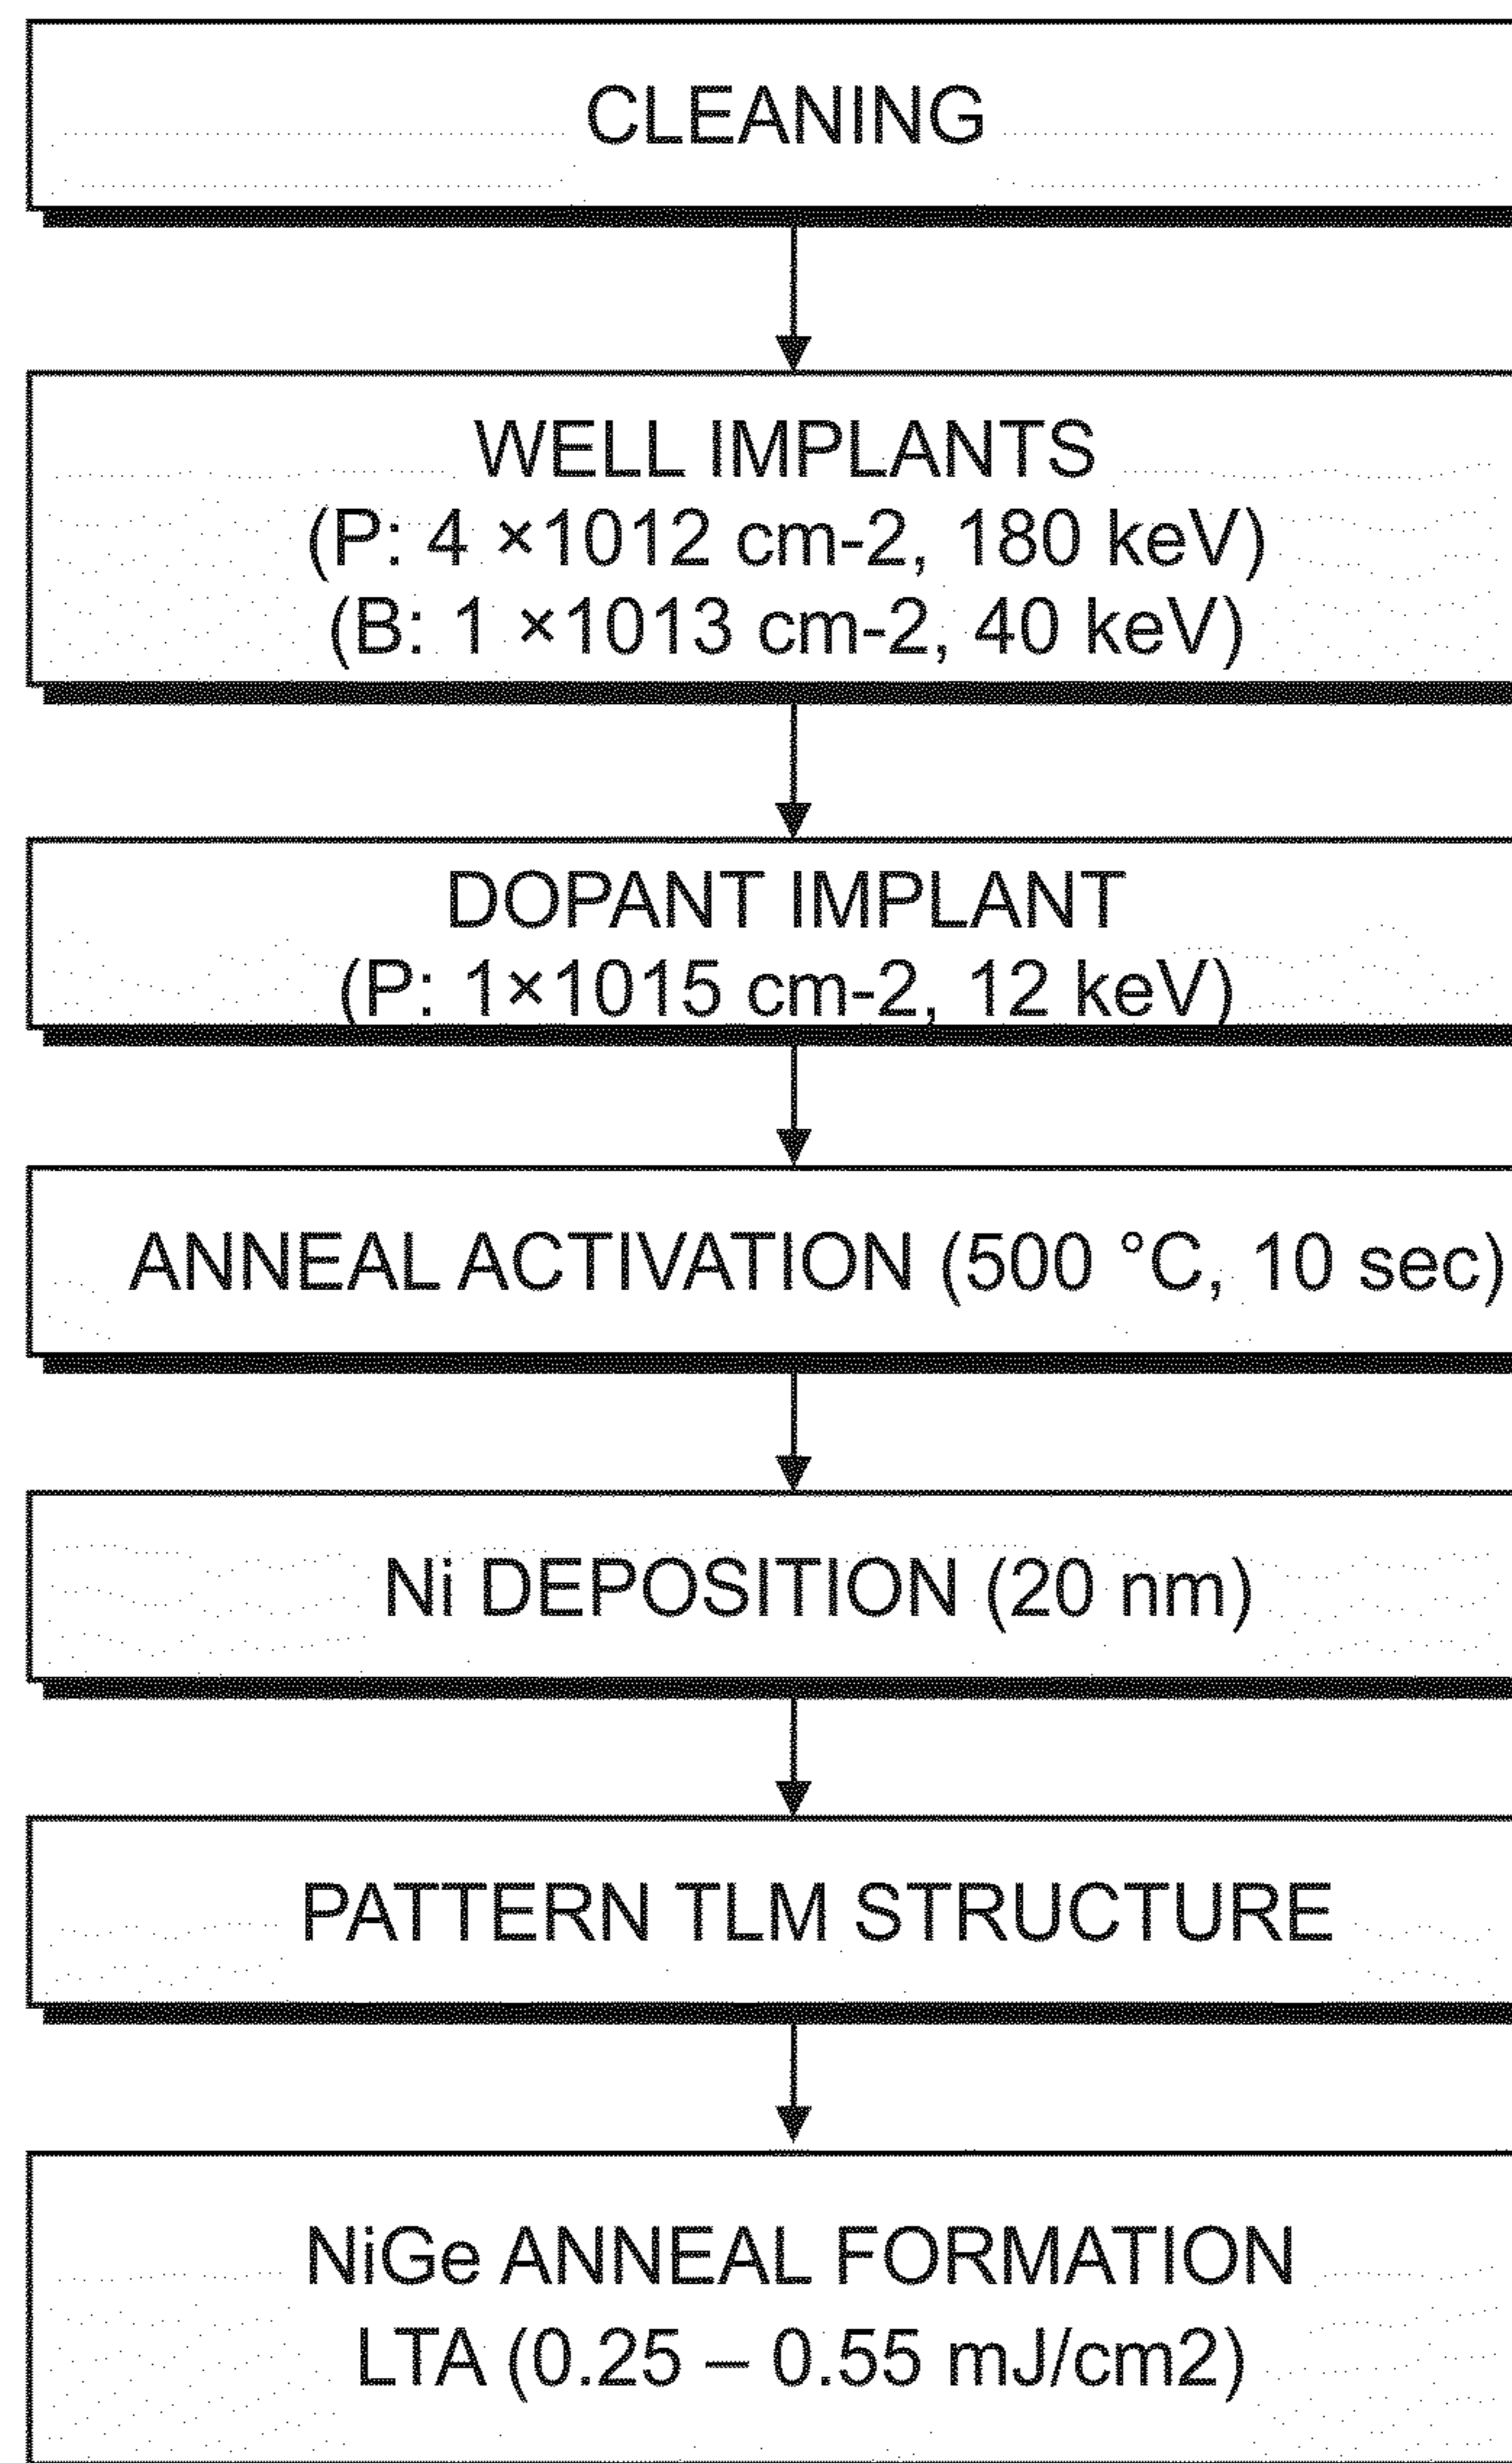 CLEANING
WELL IMPLANTS
(P: 4 ×1012 cm-2, 180 keV)
(B: 1 ×1013 cm-2, 40 keV)
DOPANT IMPLANT
(P: 1×1015 cm-2, 12 keV)
ANNEAL ACTIVATION (500 °C, 10 sec)
Ni DEPOSITION (20 nm)
PATTERN TLM STRUCTURE
NiGe ANNEAL FORMATION
LTA (0.25 – 0.55 mJ/cm2)